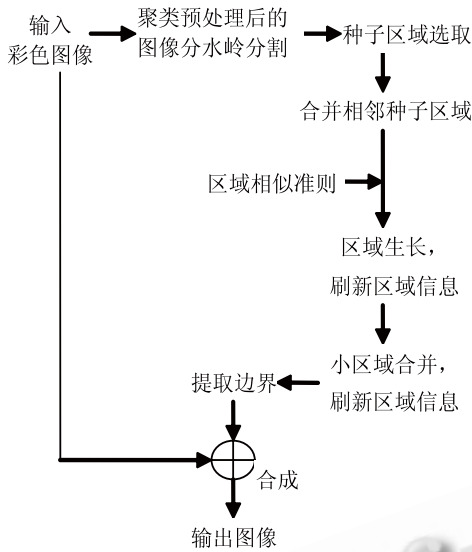 输入
彩色图像
聚类预处理后的
图像分水岭分割
种子区域选取
合并相邻种子区域
区域相似准则
区域生长，
刷新区域信息
小区域合并，
刷新区域信息
提取边界
合成
输出图像